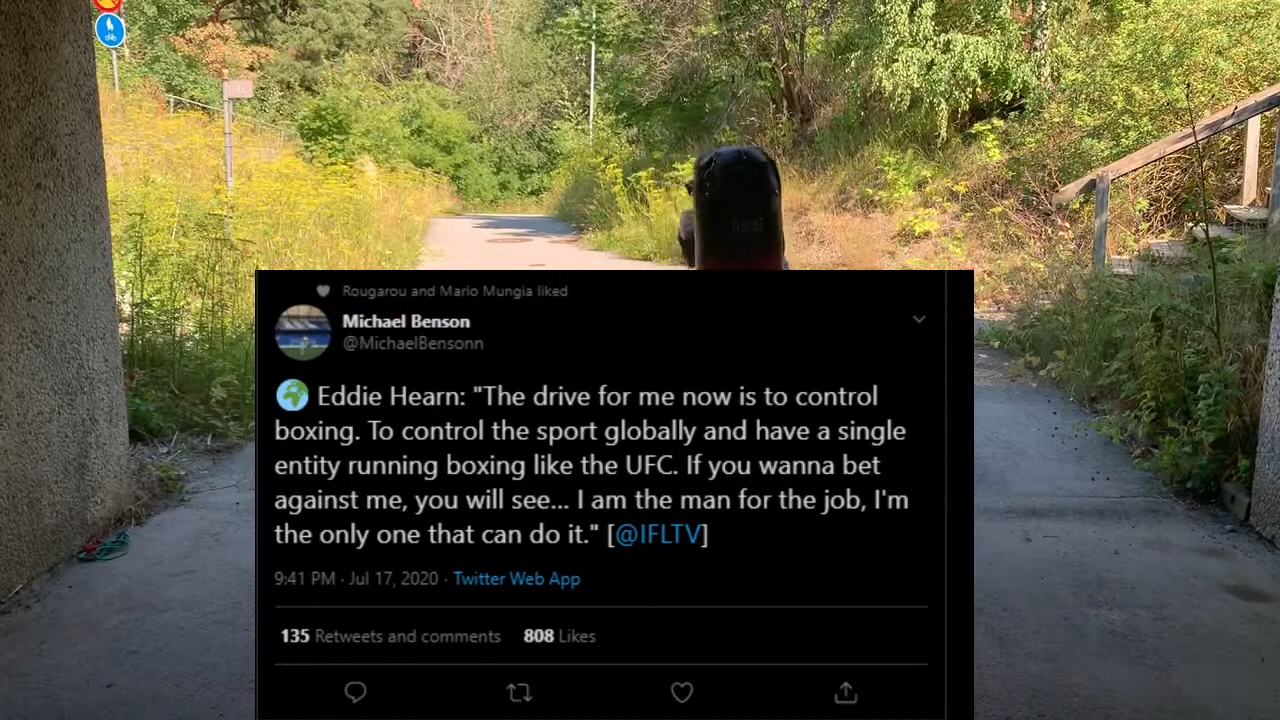 Rougarou and Mario Mungia liked
Michael Benson
@MichaelBensonn
Eddie Hearn: "The drive for me now is to control
boxing. To control the sport globally and have a single
entity running boxing like the UFC. If you wanna bet
against me, you will see... I am the man for the job, I'm
the only one that can do it." [@IFLTV]
9:41 PM · Jul 17, 2020 · Twitter Web App
135 Retweets and comments 808 Likes